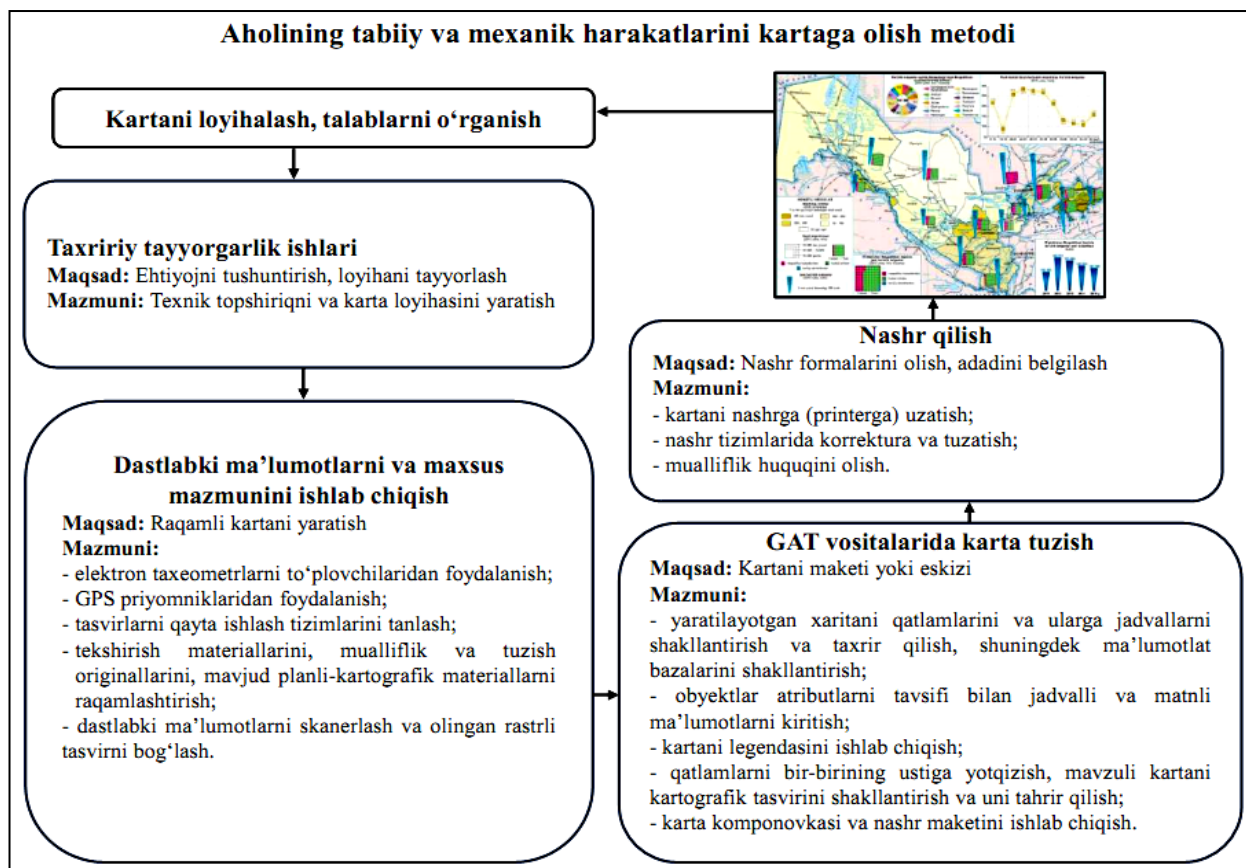 Aholining tabiiy va mexanik harakatlarini kartaga olish metodi
Kartani loyihalash, talablarni o‘rganish
Taxririy tayyorgarlik ishlari
Maqsad: Ehtiyojni tushuntirish, loyihani tayyorlash
Mazmuni: Texnik topshiriqni va karta loyihasini yaratish
Dastlabki ma’lumotlarni va maxsus
mazmunini ishlab chiqish
Maqsad: Raqamli kartani yaratish
Mazmuni:
- elektron taxeometrlarni to‘plovchilaridan foydalanish;
- GPS priyomniklaridan foydalanish;
- tasvirlarni qayta ishlash tizimlarini tanlash;
- tekshirish materiallarini, mualliflik va tuzish
originallarini, mavjud planli-kartografik materiallarni
raqamlashtirish;
- dastlabki ma’lumotlarni skanerlash va olingan rastrli
tasvirni bog‘lash.
GAT vositalarida karta tuzish
Maqsad: Kartani maketi yoki eskizi
Mazmuni:
- yaratilayotgan xaritani qatlamlarini va ularga jadvallarni
shakllantirish va taxrir qilish, shuningdek ma’lumotlat
bazalarini shakllantirish;
- obyektlar atributlarni tavsifi bilan jadvalli va matnli
ma’lumotlarni kiritish;
- kartani legendasini ishlab chiqish;
- qatlamlarni bir-birining ustiga yotqizish, mavzuli kartani
kartografik tasvirini shakllantirish va uni tahrir qilish;
- karta komponovkasi va nashr maketini ishlab chiqish.
Nashr qilish
Maqsad: Nashr formalarini olish, adadini belgilash
Mazmuni:
- kartani nashrga (printerga) uzatish;
- nashr tizimlarida korrektura va tuzatish;
- mualliflik huquqini olish.